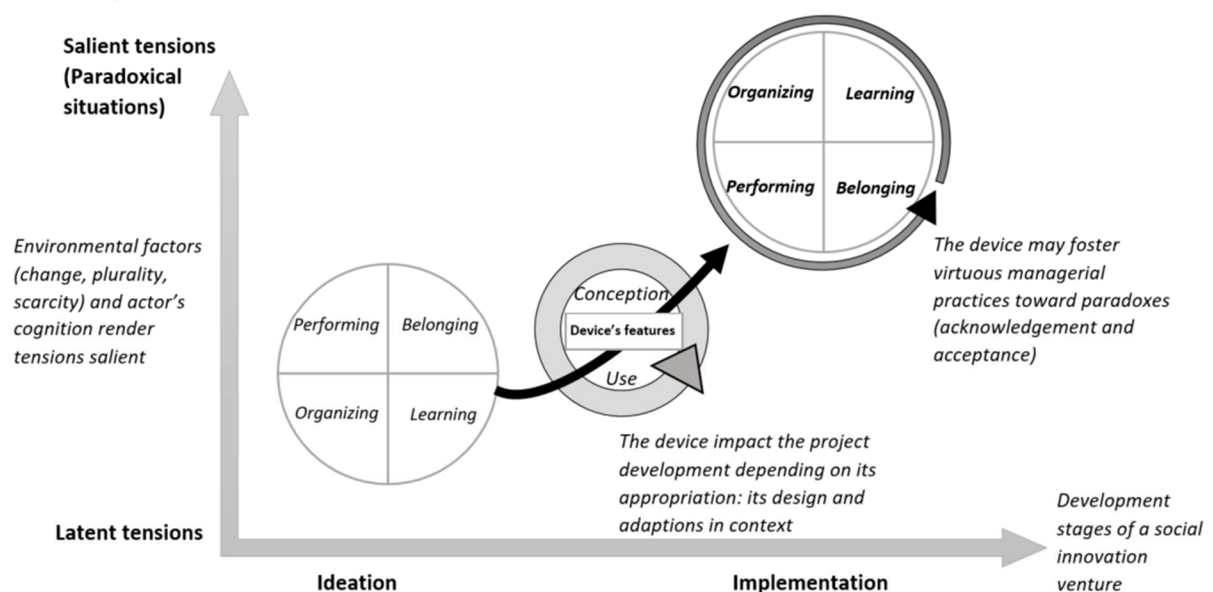 Salient tensions
(Paradoxical
situations)
Organizing
Learning
Performing
Belonging
Environmental factors
(change, plurality,
scarcity) and actor's
cognition render
tensions salient
The device may foster
virtuous managerial
practices toward paradoxes
(acknowledgement and
acceptance)
Performing
Belonging
Organizing
Learning
Conception
Device's features
Use
The device impact the project
development depending on its
appropriation: its design and
adaptions in context
Latent tensions
Development
stages of a social
innovation
venture
Ideation
Implementation